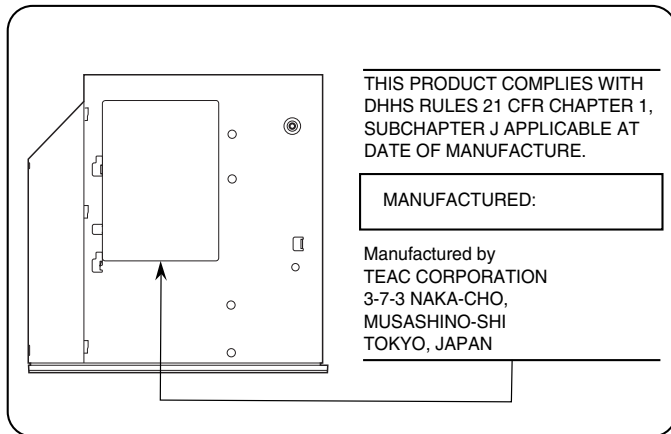 THIS PRODUCT COMPLIES WITH
DHHS RULES 21 CFR CHAPTER 1,
SUBCHAPTER J APPLICABLE AT
DATE OF MANUFACTURE.
MANUFACTURED:
Manufactured by
TEAC CORPORATION
3-7-3 NAKA-CHO,
MUSASHINO-SHI
TOKYO, JAPAN